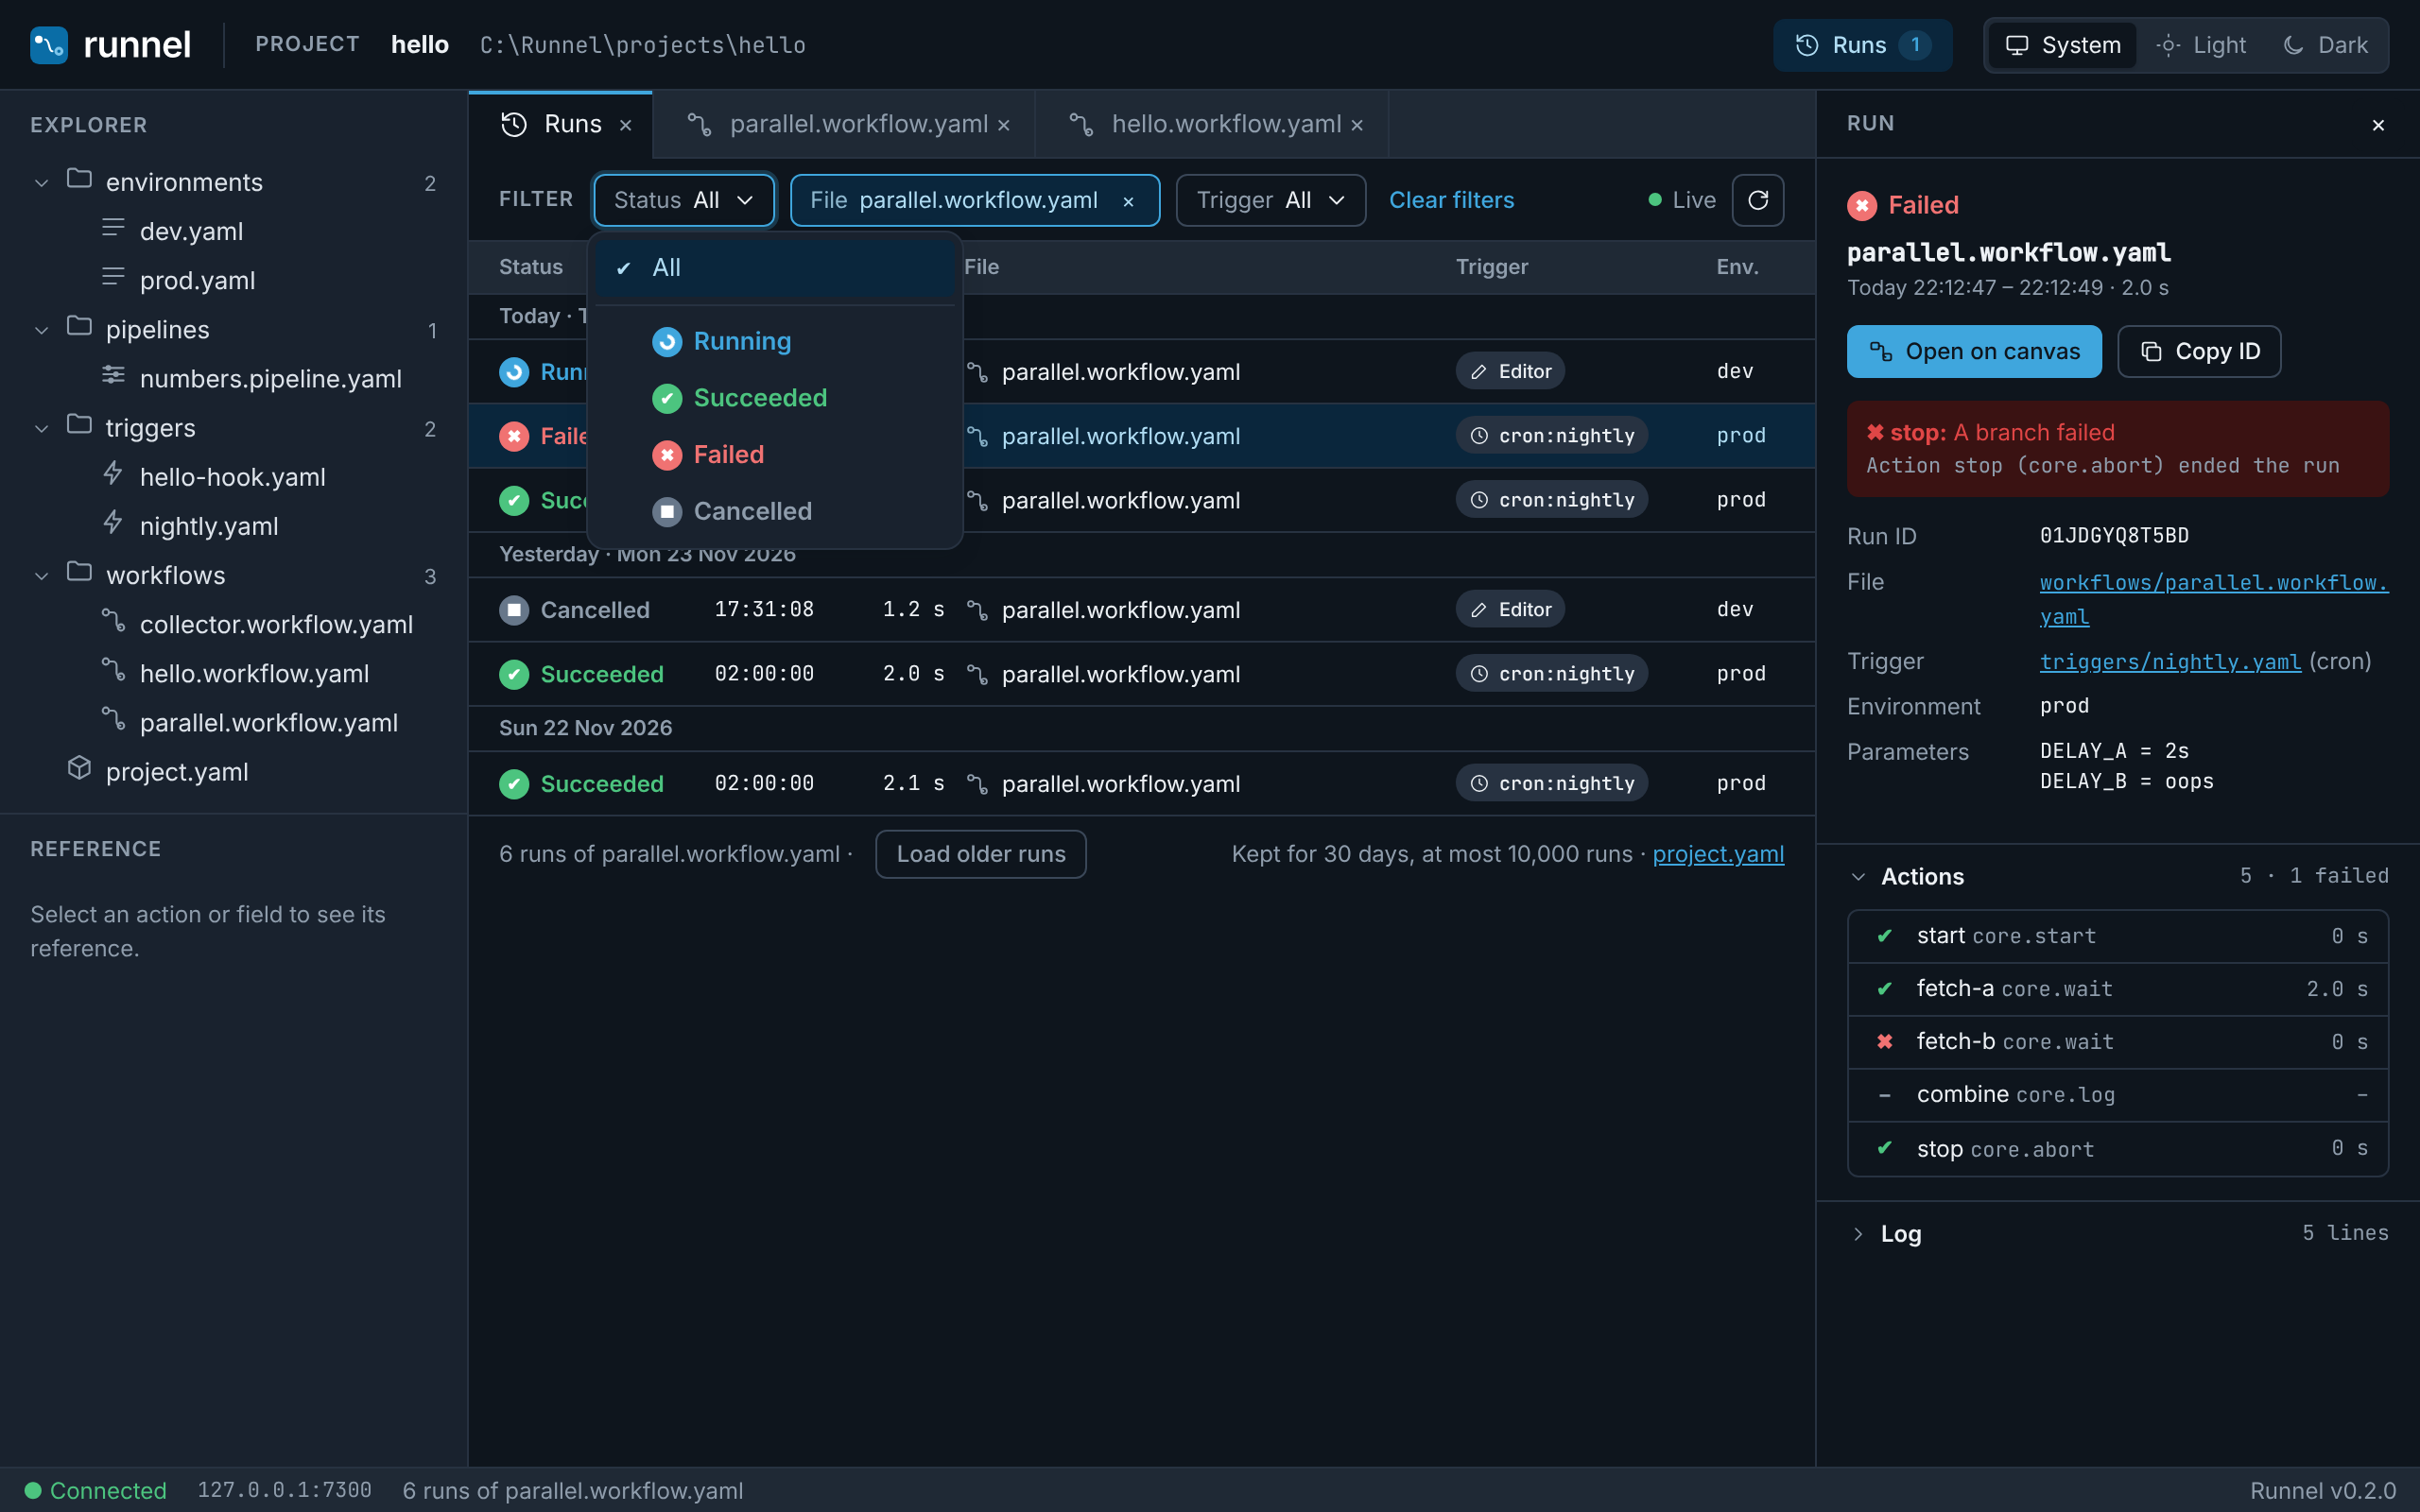 runnel PROJECT hello C:\Runnel\projects\hello Runs 1 System Light Dark
EXPLORER
environments 2
dev.yaml
prod.yaml
pipelines 1
numbers.pipeline.yaml
triggers 2
hello-hook.yaml
nightly.yaml
workflows 3
collector.workflow.yaml
hello.workflow.yaml
parallel.workflow.yaml
project.yaml
REFERENCE
Select an action or field to see its
reference.
Runs × parallel.workflow.yaml × hello.workflow.yaml ×
FILTER Status All File parallel.workflow.yaml × Trigger All Clear filters Live
Status File Trigger Env.
✔ All
Running
Succeeded
Failed
Cancelled
Today · T
Runn parallel.workflow.yaml Editor dev
Faile parallel.workflow.yaml cron:nightly prod
Succ parallel.workflow.yaml cron:nightly prod
Yesterday · Mon 23 Nov 2026
Cancelled 17:31:08 1.2 s parallel.workflow.yaml Editor dev
Succeeded 02:00:00 2.0 s parallel.workflow.yaml cron:nightly prod
Sun 22 Nov 2026
Succeeded 02:00:00 2.1 s parallel.workflow.yaml cron:nightly prod
6 runs of parallel.workflow.yaml · Load older runs Kept for 30 days, at most 10,000 runs · project.yaml
RUN ×
Failed
parallel.workflow.yaml
Today 22:12:47 – 22:12:49 · 2.0 s
Open on canvas Copy ID
✖ stop: A branch failed
Action stop (core.abort) ended the run
Run ID 01JDGYQ8T5BD
File workflows/parallel.workflow.
yaml
Trigger triggers/nightly.yaml (cron)
Environment prod
Parameters DELAY_A = 2s
DELAY_B = oops
Actions 5 · 1 failed
✔ start core.start 0 s
✔ fetch-a core.wait 2.0 s
✖ fetch-b core.wait 0 s
– combine core.log –
✔ stop core.abort 0 s
Log 5 lines
Connected 127.0.0.1:7300 6 runs of parallel.workflow.yaml Runnel v0.2.0